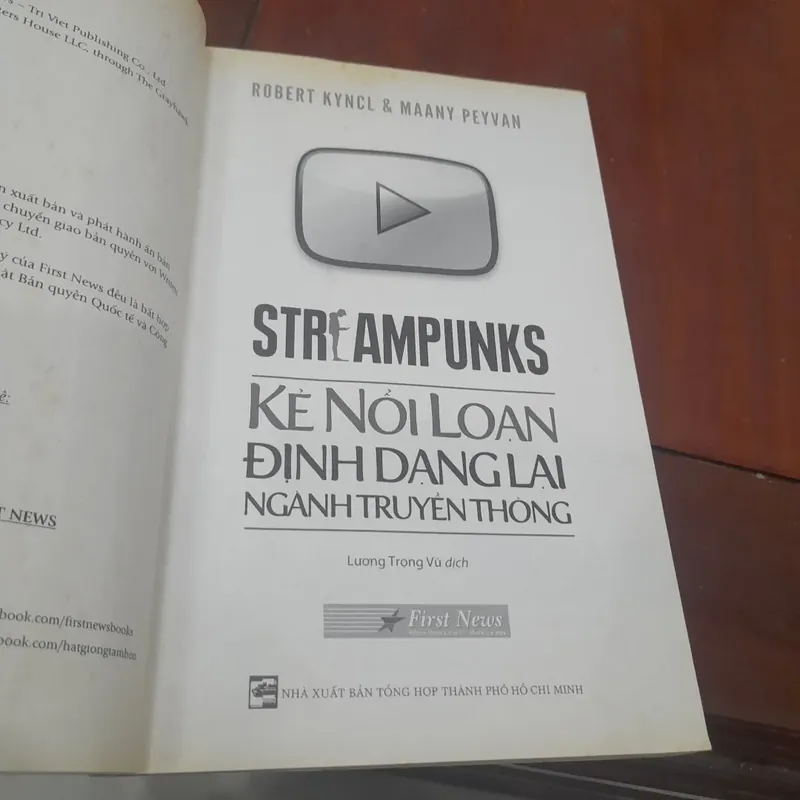 – Tri Viet Publishing Co., Ltd
ers House LLC, through The Grayhawk
n xuất bản và phát hành ấn bản
chuyển giao bản quyền với Writers
cy Ltd.
ý của First News đều là bất hợp
ật Bản quyền Quốc tế và Công
ề:
T NEWS
book.com/firstnewsbooks
book.com/hatgiongtamhon
ROBERT KYNCL & MAANY PEYVAN
STREAMPUNKS
KẺ NỔI LOẠN
ĐỊNH DẠNG LẠI
NGÀNH TRUYỀN THÔNG
Lương Trọng Vũ dịch
First News
NHÀ XUẤT BẢN TỔNG HỢP THÀNH PHỐ HỒ CHÍ MINH